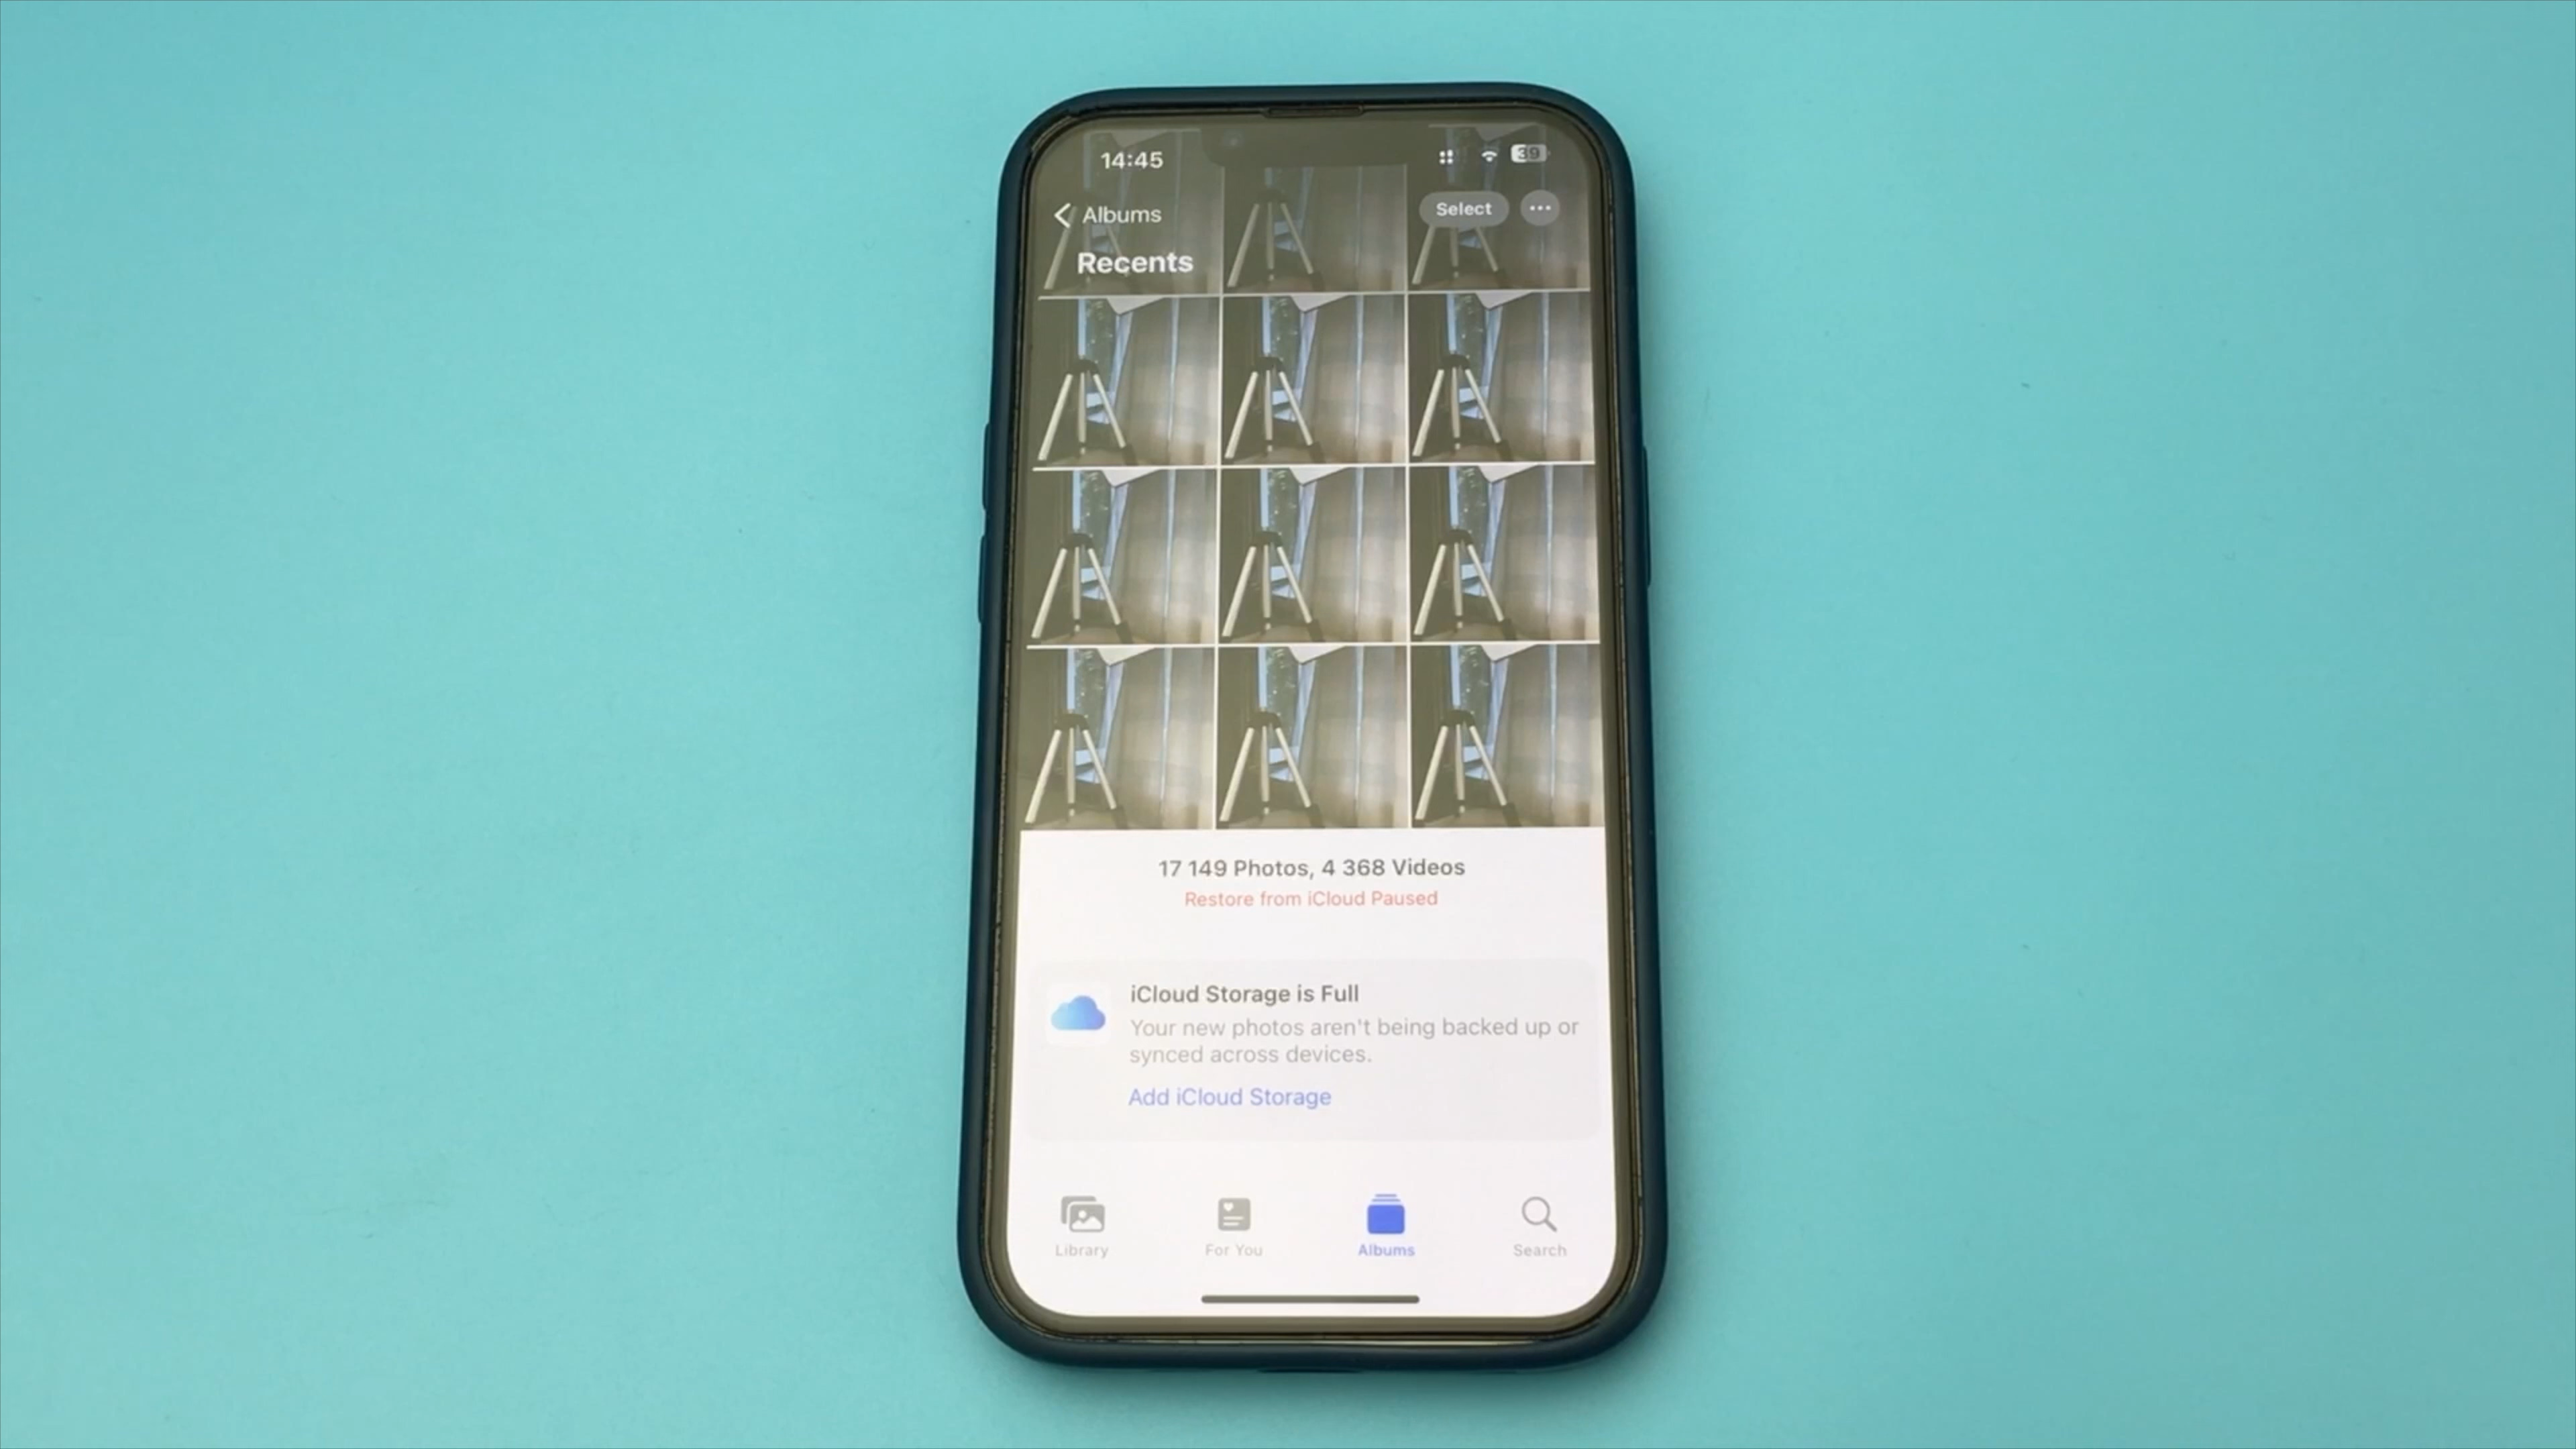 14:45
39
Albums
Select
Recents
17 149 Photos, 4 368 Videos
Restore from iCloud Paused
iCloud Storage is Full
Your new photos aren't being backed up or
synced across devices.
Add iCloud Storage
Library
For You
Albums
Search